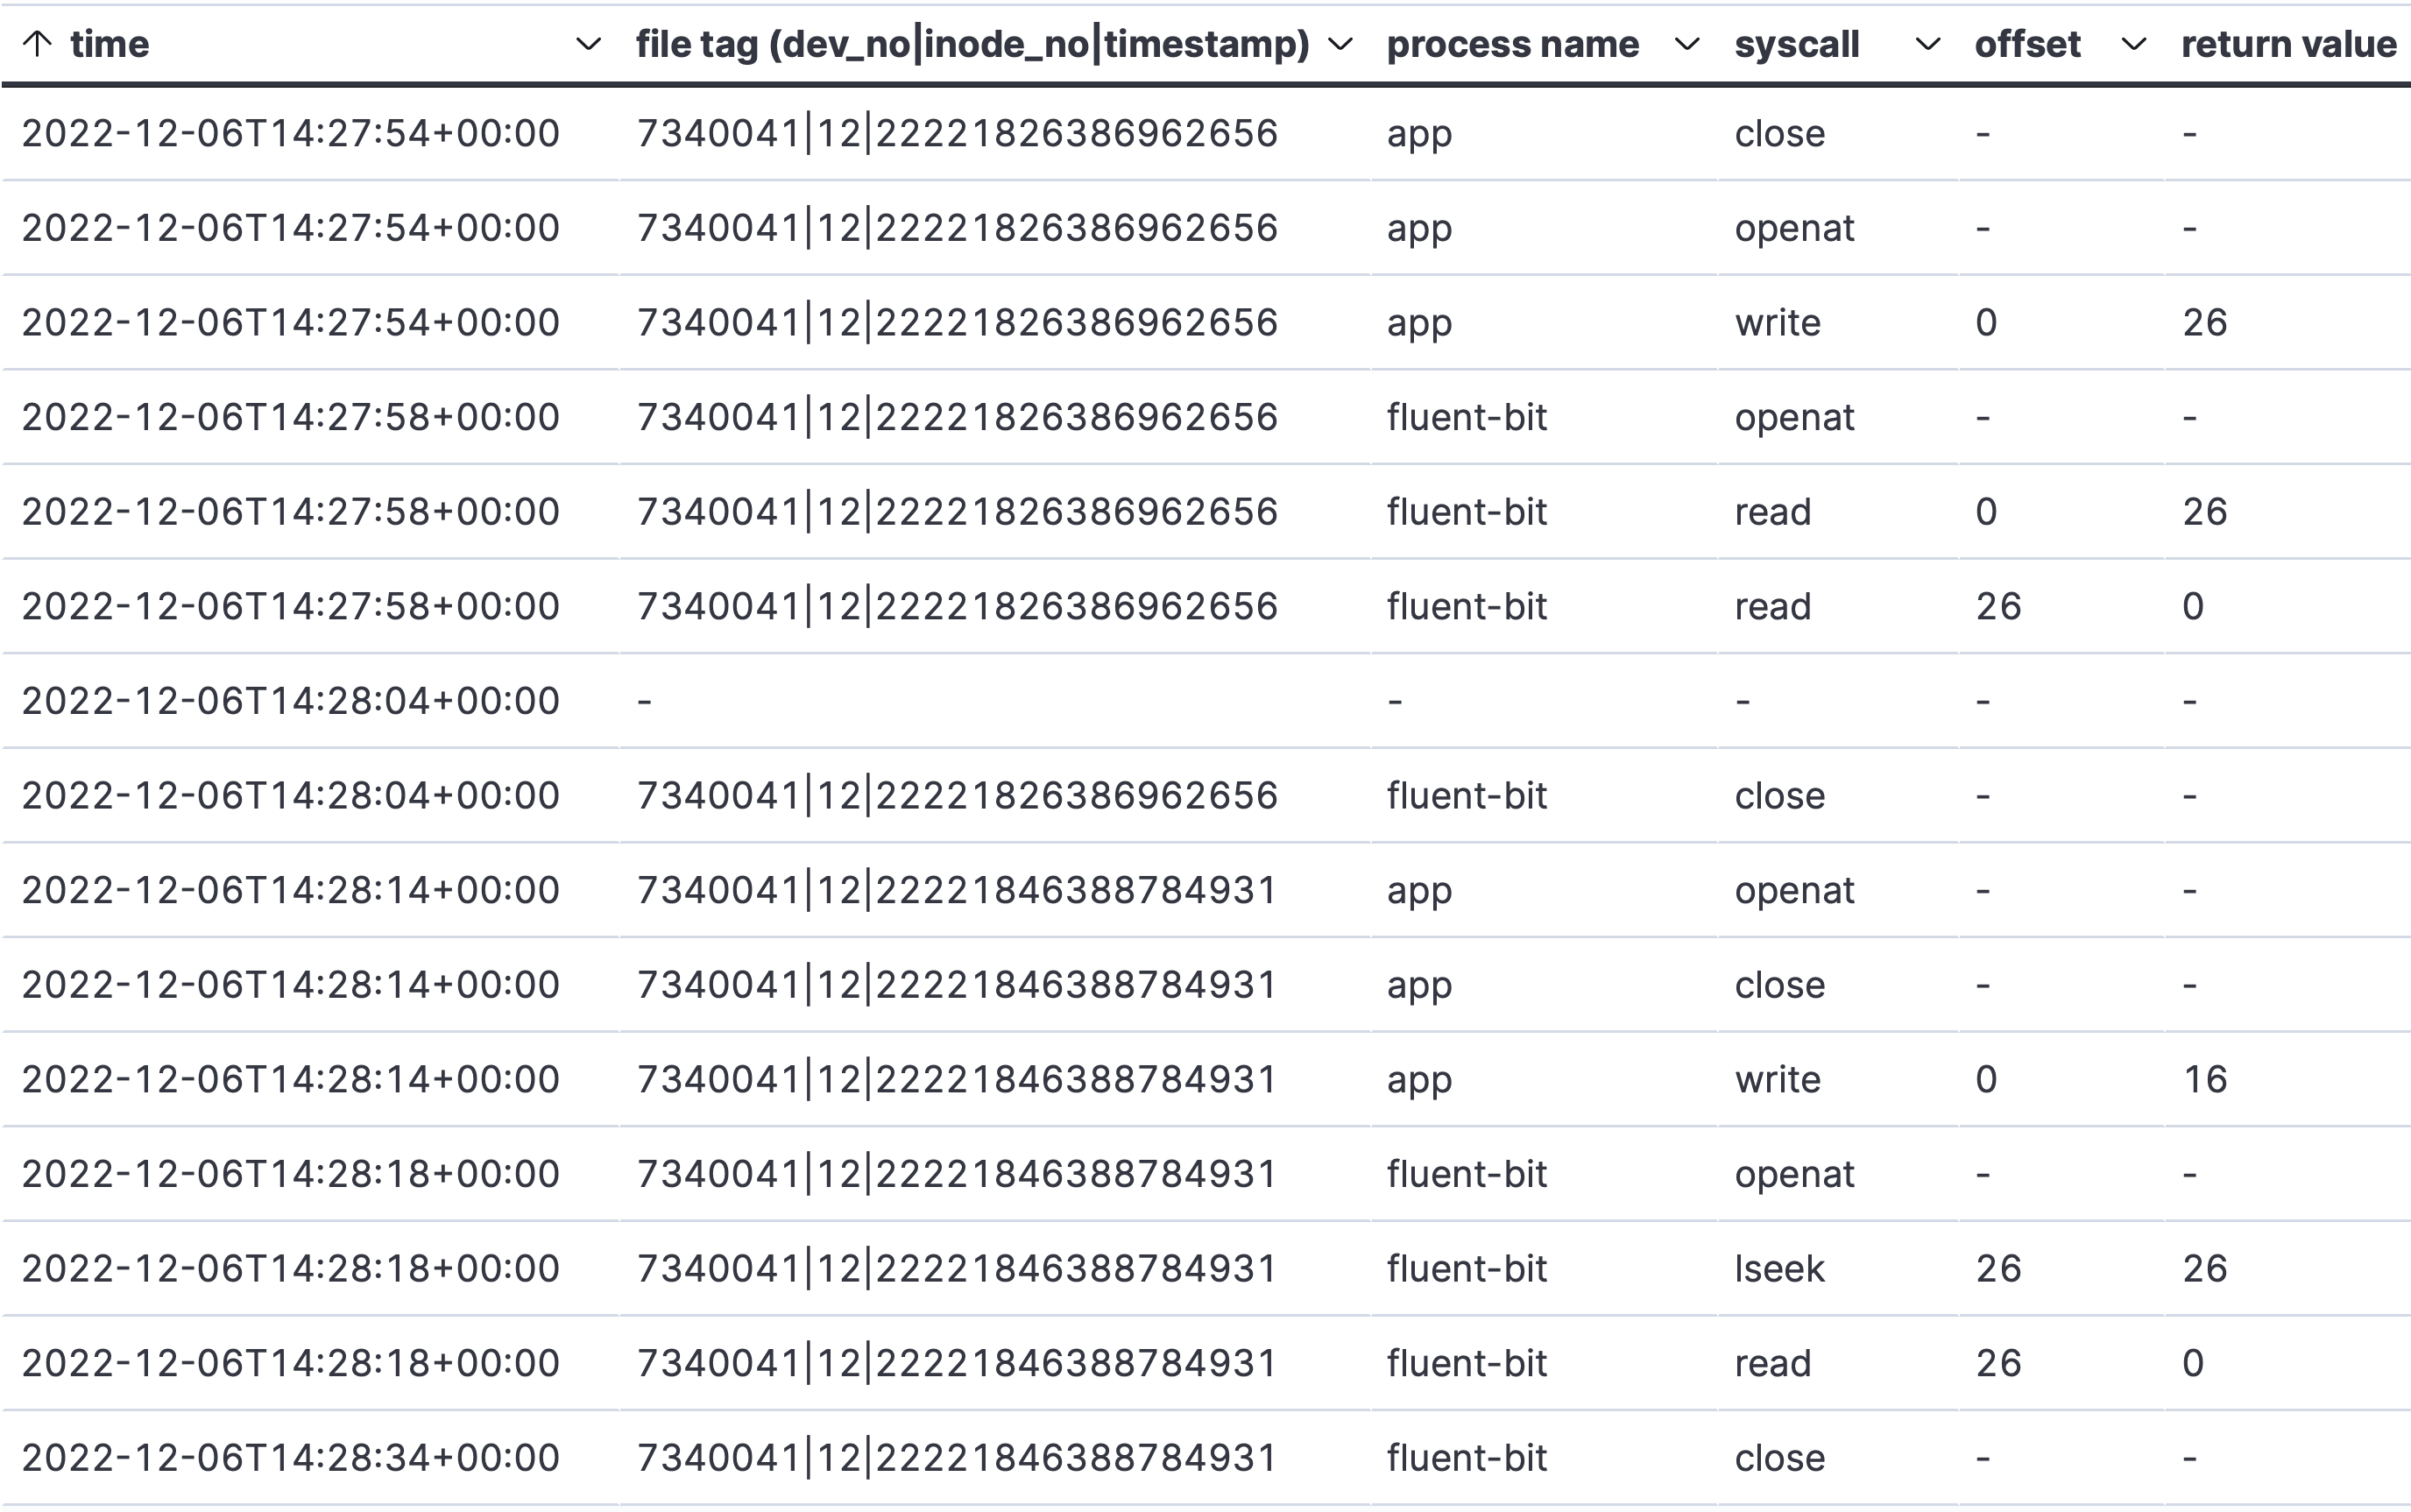 time file tag (dev_no|inode_no|timestamp) process name syscall offset return value
2022-12-06T14:27:54+00:00 7340041|12|22221826386962656 app close - -
2022-12-06T14:27:54+00:00 7340041|12|22221826386962656 app openat - -
2022-12-06T14:27:54+00:00 7340041|12|22221826386962656 app write 0 26
2022-12-06T14:27:58+00:00 7340041|12|22221826386962656 fluent-bit openat - -
2022-12-06T14:27:58+00:00 7340041|12|22221826386962656 fluent-bit read 0 26
2022-12-06T14:27:58+00:00 7340041|12|22221826386962656 fluent-bit read 26 0
2022-12-06T14:28:04+00:00 - - - - -
2022-12-06T14:28:04+00:00 7340041|12|22221826386962656 fluent-bit close - -
2022-12-06T14:28:14+00:00 7340041|12|22221846388784931 app openat - -
2022-12-06T14:28:14+00:00 7340041|12|22221846388784931 app close - -
2022-12-06T14:28:14+00:00 7340041|12|22221846388784931 app write 0 16
2022-12-06T14:28:18+00:00 7340041|12|22221846388784931 fluent-bit openat - -
2022-12-06T14:28:18+00:00 7340041|12|22221846388784931 fluent-bit lseek 26 26
2022-12-06T14:28:18+00:00 7340041|12|22221846388784931 fluent-bit read 26 0
2022-12-06T14:28:34+00:00 7340041|12|22221846388784931 fluent-bit close - -